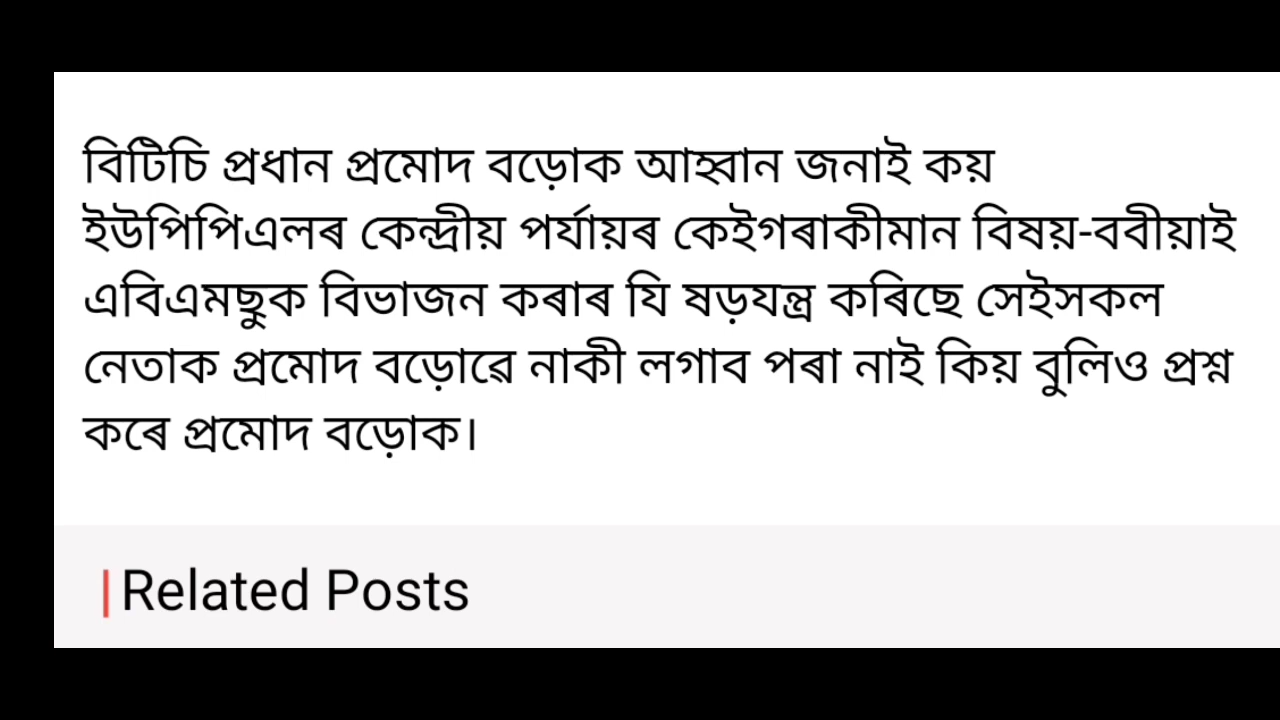 বিটিচি প্ৰধান প্ৰমোদ বড়োক আহ্বান জনাই কয়
ইউপিপিএলৰ কেন্দ্ৰীয় পৰ্যায়ৰ কেইগৰাকীমান বিষয়-ববীয়াই
এবিএমছুক বিভাজন কৰাৰ যি ষড়যন্ত্ৰ কৰিছে সেইসকল
নেতাক প্ৰমোদ বড়োৱে নাকী লগাব পৰা নাই কিয় বুলিও প্ৰশ্ন
কৰে প্ৰমোদ বড়োক।
Related Posts